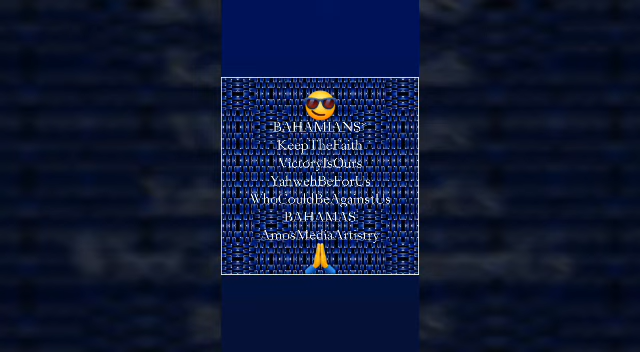 BAHAMIANS
KeepTheFaith
VictoryIsOurs
YahwehBeForUs
WhoCouldBeAgainstUs
BAHAMAS
AmosMediaArtistry